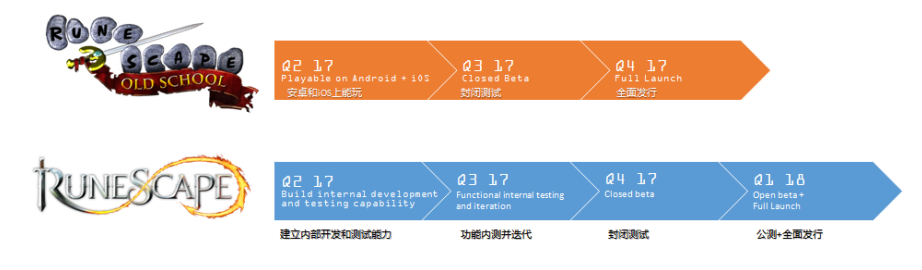 RUNE
SCAPE
OLD SCHOOL
Q2 17
Playable on Android + iOS
安卓和iOS上能玩
Q3 17
Closed Beta
封闭测试
Q4 17
Full Launch
全面发行
RUNESCAPE
Q2 17
Build internal development
and testing capability
建立内部开发和测试能力
Q3 17
Functional internal testing
and iteration
功能内测并迭代
Q4 17
Closed beta
封闭测试
Q1 18
Open beta+
Full Launch
公测+全面发行